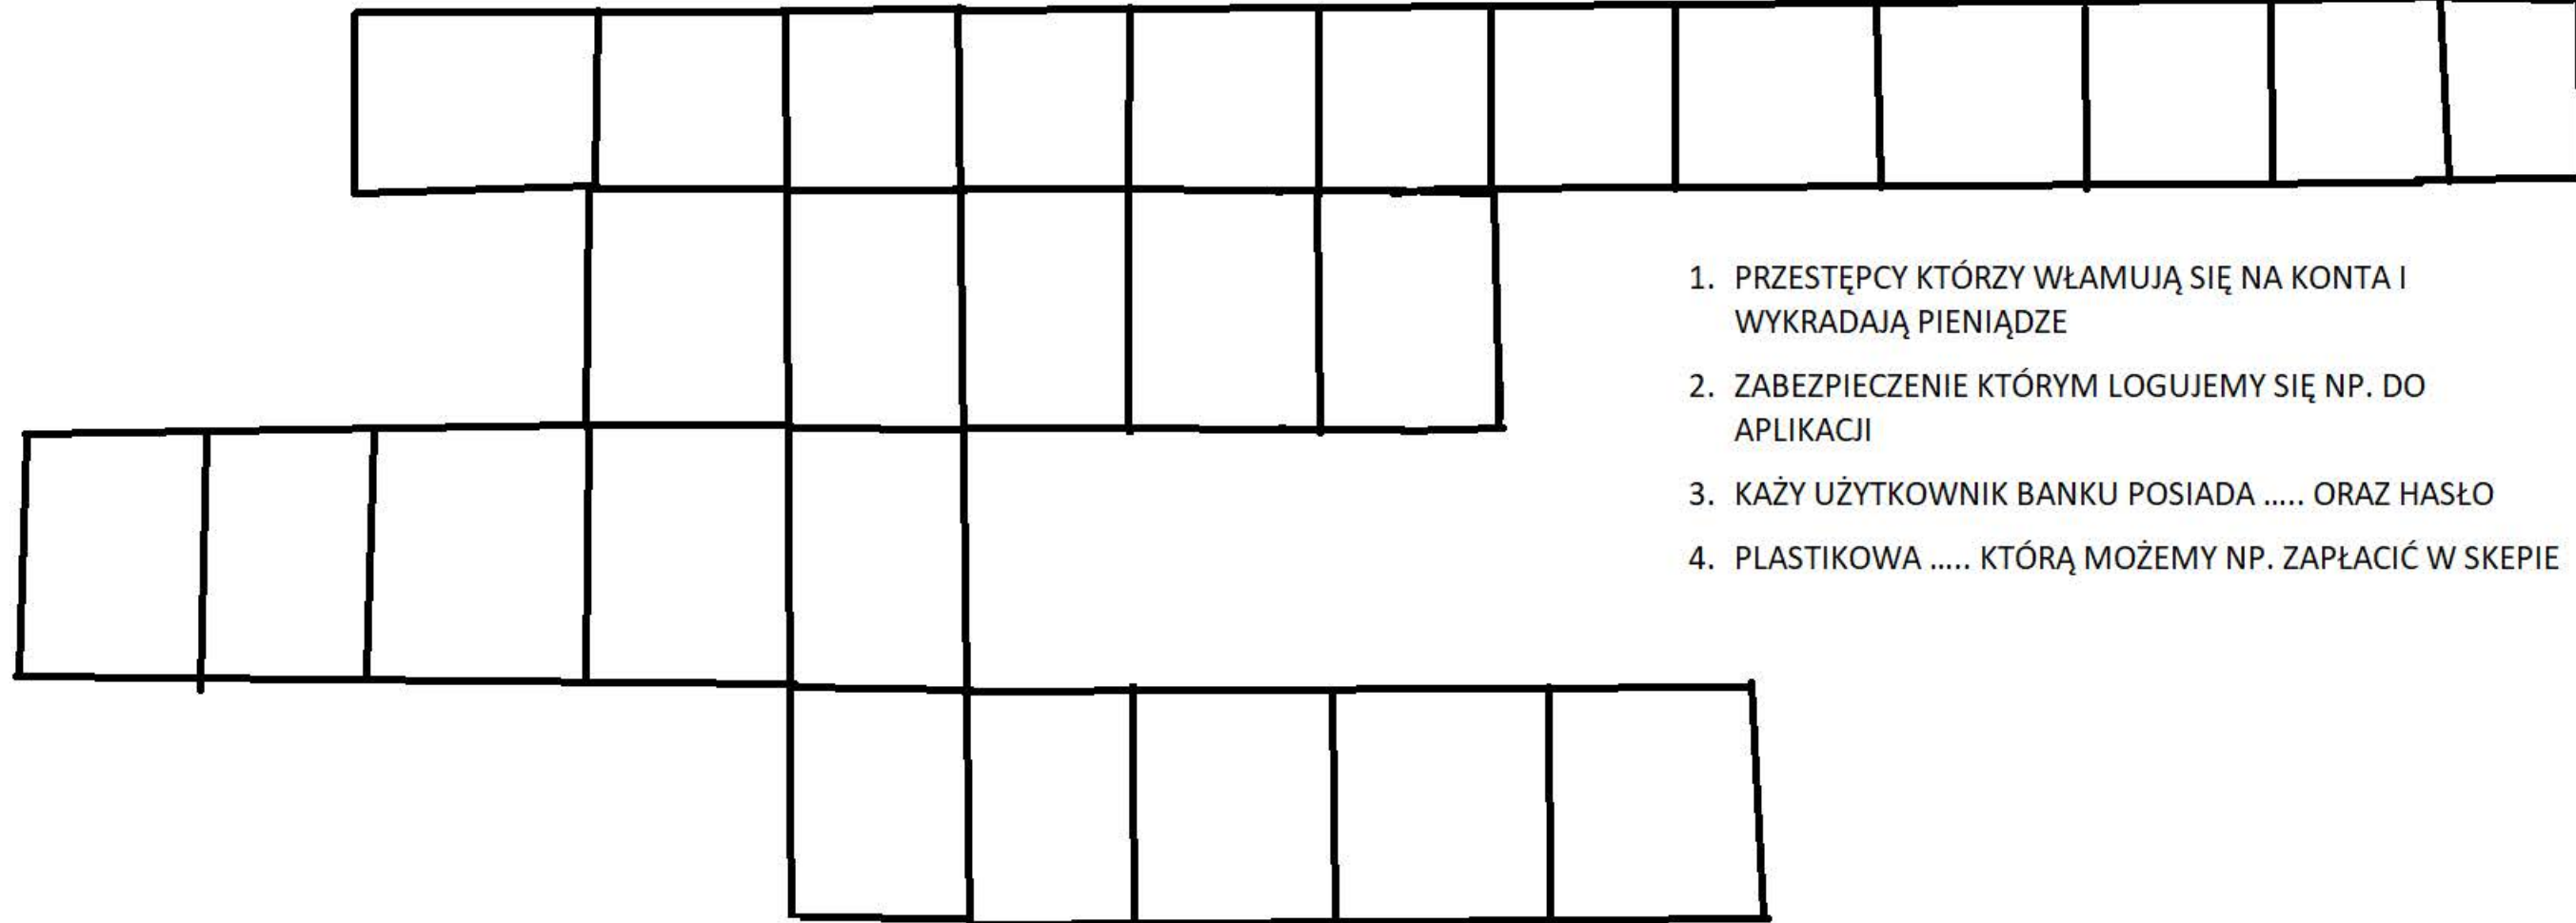 1. PRZESTĘPCY KTÓRZY WŁAMUJĄ SIĘ NA KONTA I
WYKRADAJĄ PIENIĄDZE
2. ZABEZPIECZENIE KTÓRYM LOGUJEMY SIĘ NP. DO
APLIKACJI
3. KAŻY UŻYTKOWNIK BANKU POSIADA ..... ORAZ HASŁO
4. PLASTIKOWA ..... KTÓRĄ MOŻEMY NP. ZAPŁACIĆ W SKEPIE